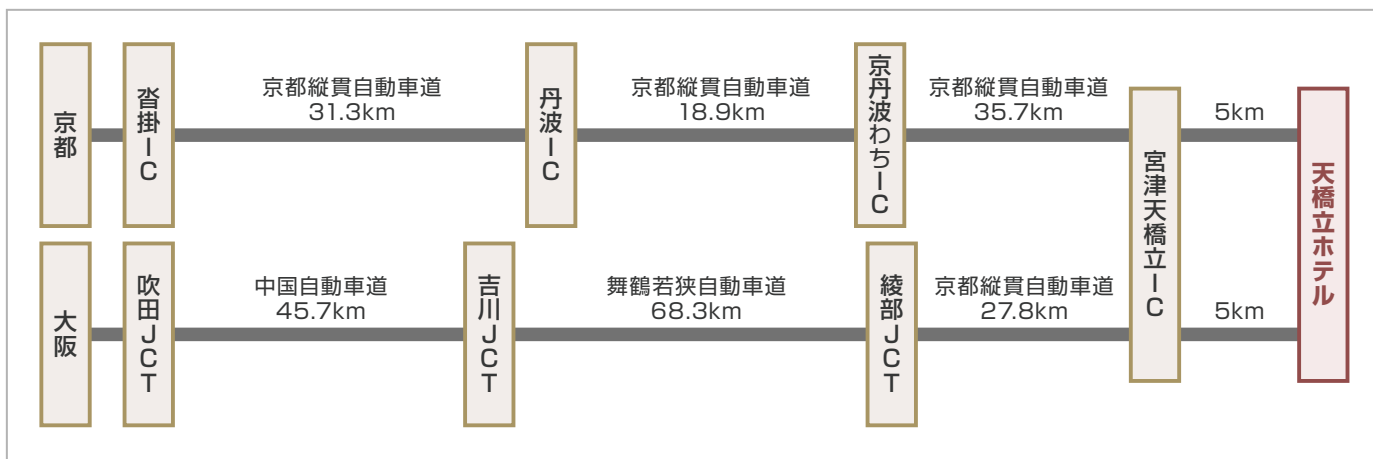 京都
沓掛IC
京都縦貫自動車道
31.3km
丹波IC
京都縦貫自動車道
18.9km
京丹波わちIC
京都縦貫自動車道
35.7km
宮津天橋立IC
5km
天橋立ホテル
大阪
吹田JCT
中国自動車道
45.7km
吉川JCT
舞鶴若狭自動車道
68.3km
綾部JCT
京都縦貫自動車道
27.8km
5km